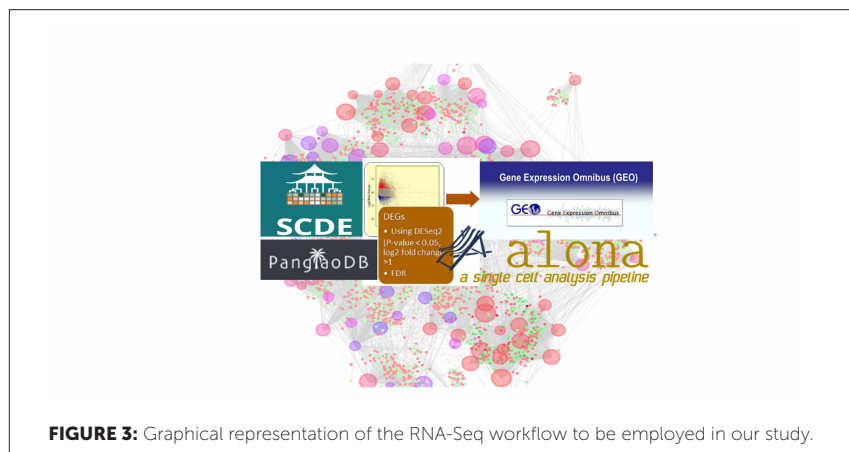 SCDE
PanglaoDB
DEGs
• Using DESeq2
(P-value < 0.05,
log2 fold change
>1
• FDR
Gene Expression Omnibus (GEO)
GEO Gene Expression Omnibus
alona
a single cell analysis pipeline
FIGURE 3: Graphical representation of the RNA-Seq workflow to be employed in our study.